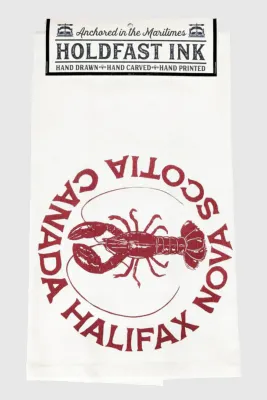 Anchored in the Maritimes
HOLDFAST INK
HAND DRAWN HAND CARVED HAND PRINTED
HALIFAX NOVA SCOTIA CANADA